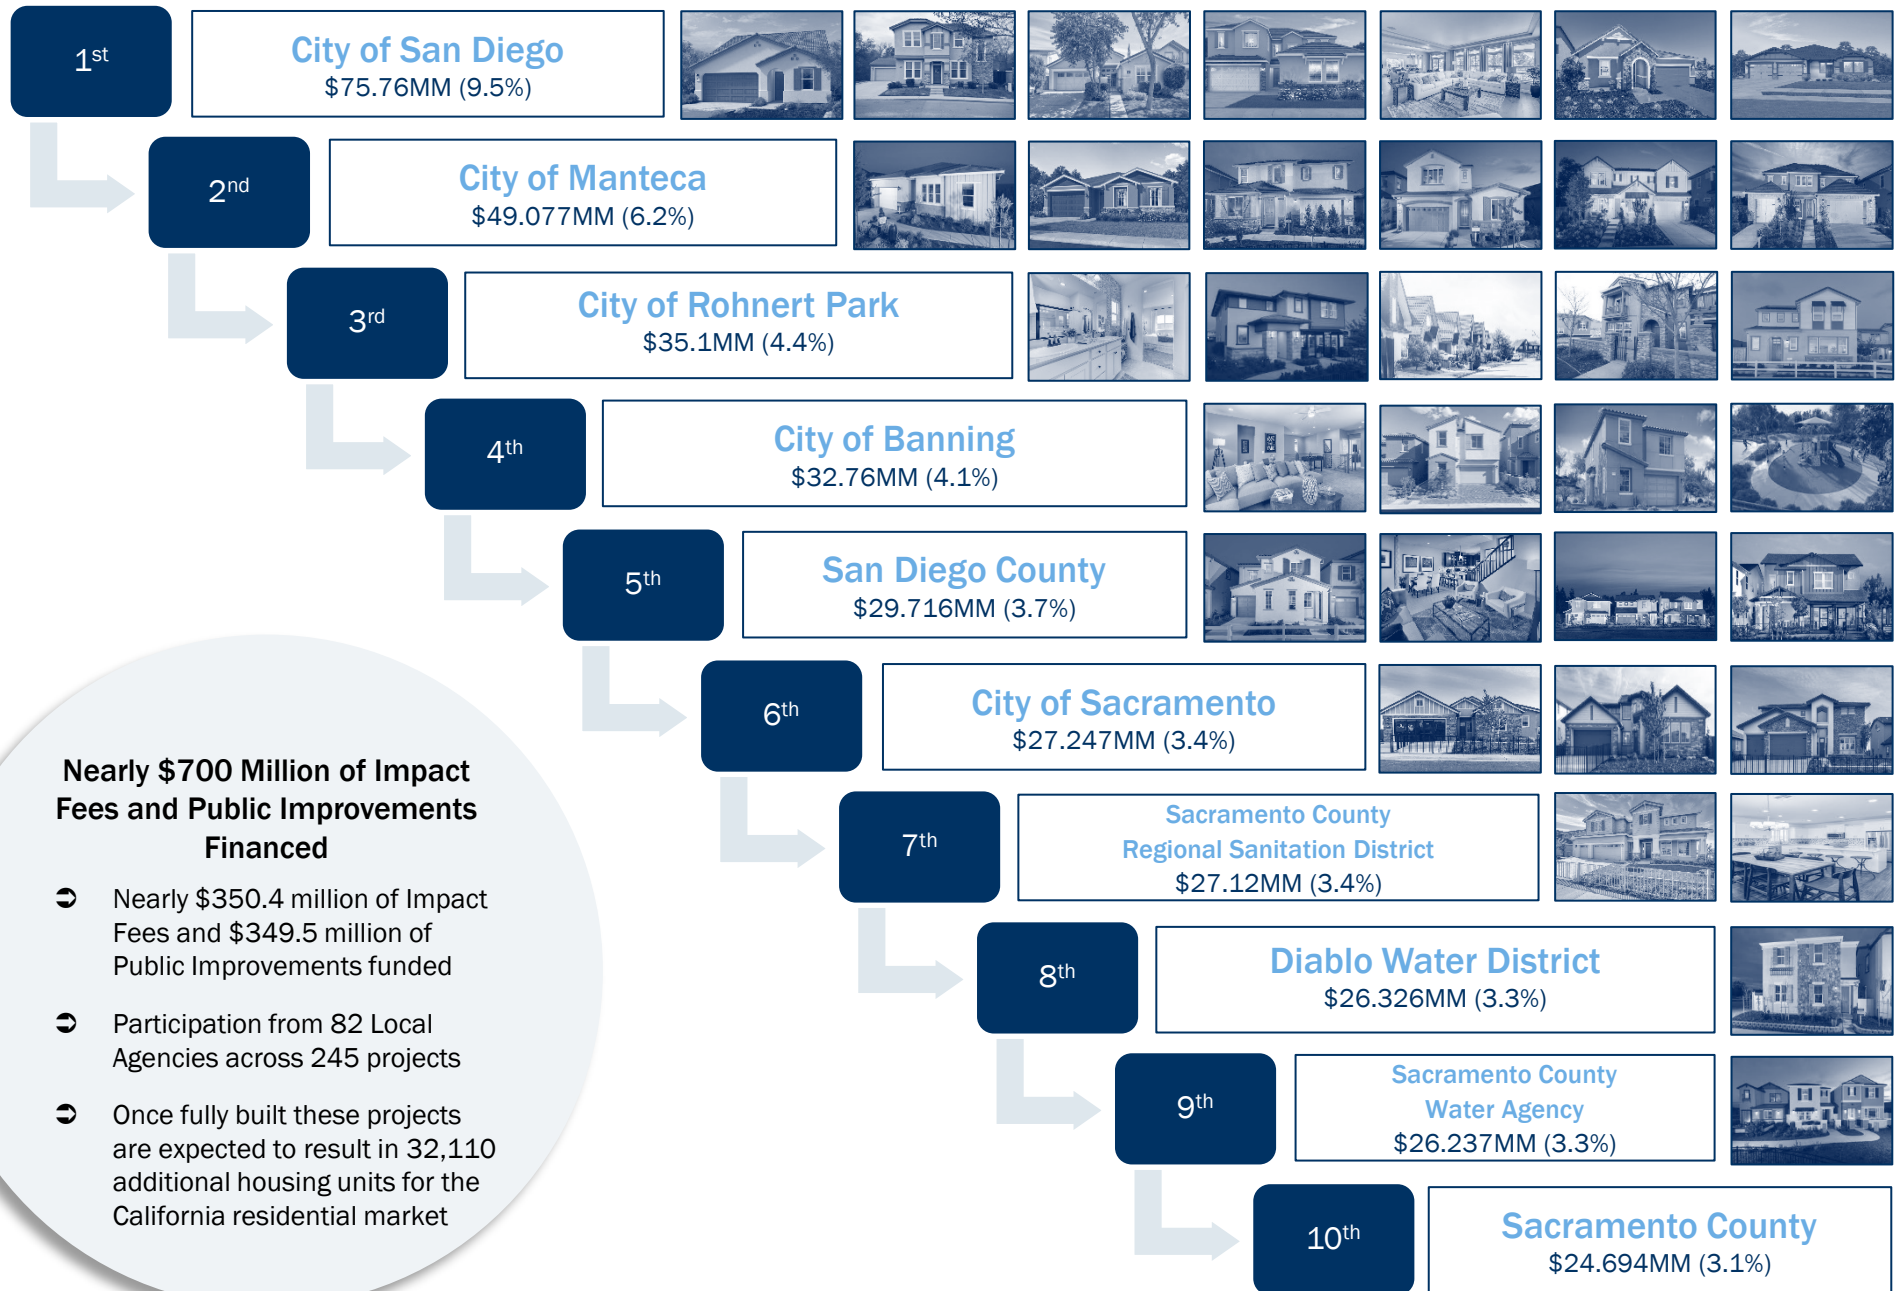 1st
City of San Diego
$75.76MM (9.5%)
2nd
City of Manteca
$49.077MM (6.2%)
3rd
City of Rohnert Park
$35.1MM (4.4%)
4th
City of Banning
$32.76MM (4.1%)
5th
San Diego County
$29.716MM (3.7%)
6th
City of Sacramento
$27.247MM (3.4%)
7th
Sacramento County
Regional Sanitation District
$27.12MM (3.4%)
8th
Diablo Water District
$26.326MM (3.3%)
9th
Sacramento County
Water Agency
$26.237MM (3.3%)
10th
Sacramento County
$24.694MM (3.1%)
Nearly $700 Million of Impact
Fees and Public Improvements
Financed
➲ Nearly $350.4 million of Impact
Fees and $349.5 million of
Public Improvements funded
➲ Participation from 82 Local
Agencies across 245 projects
➲ Once fully built these projects
are expected to result in 32,110
additional housing units for the
California residential market